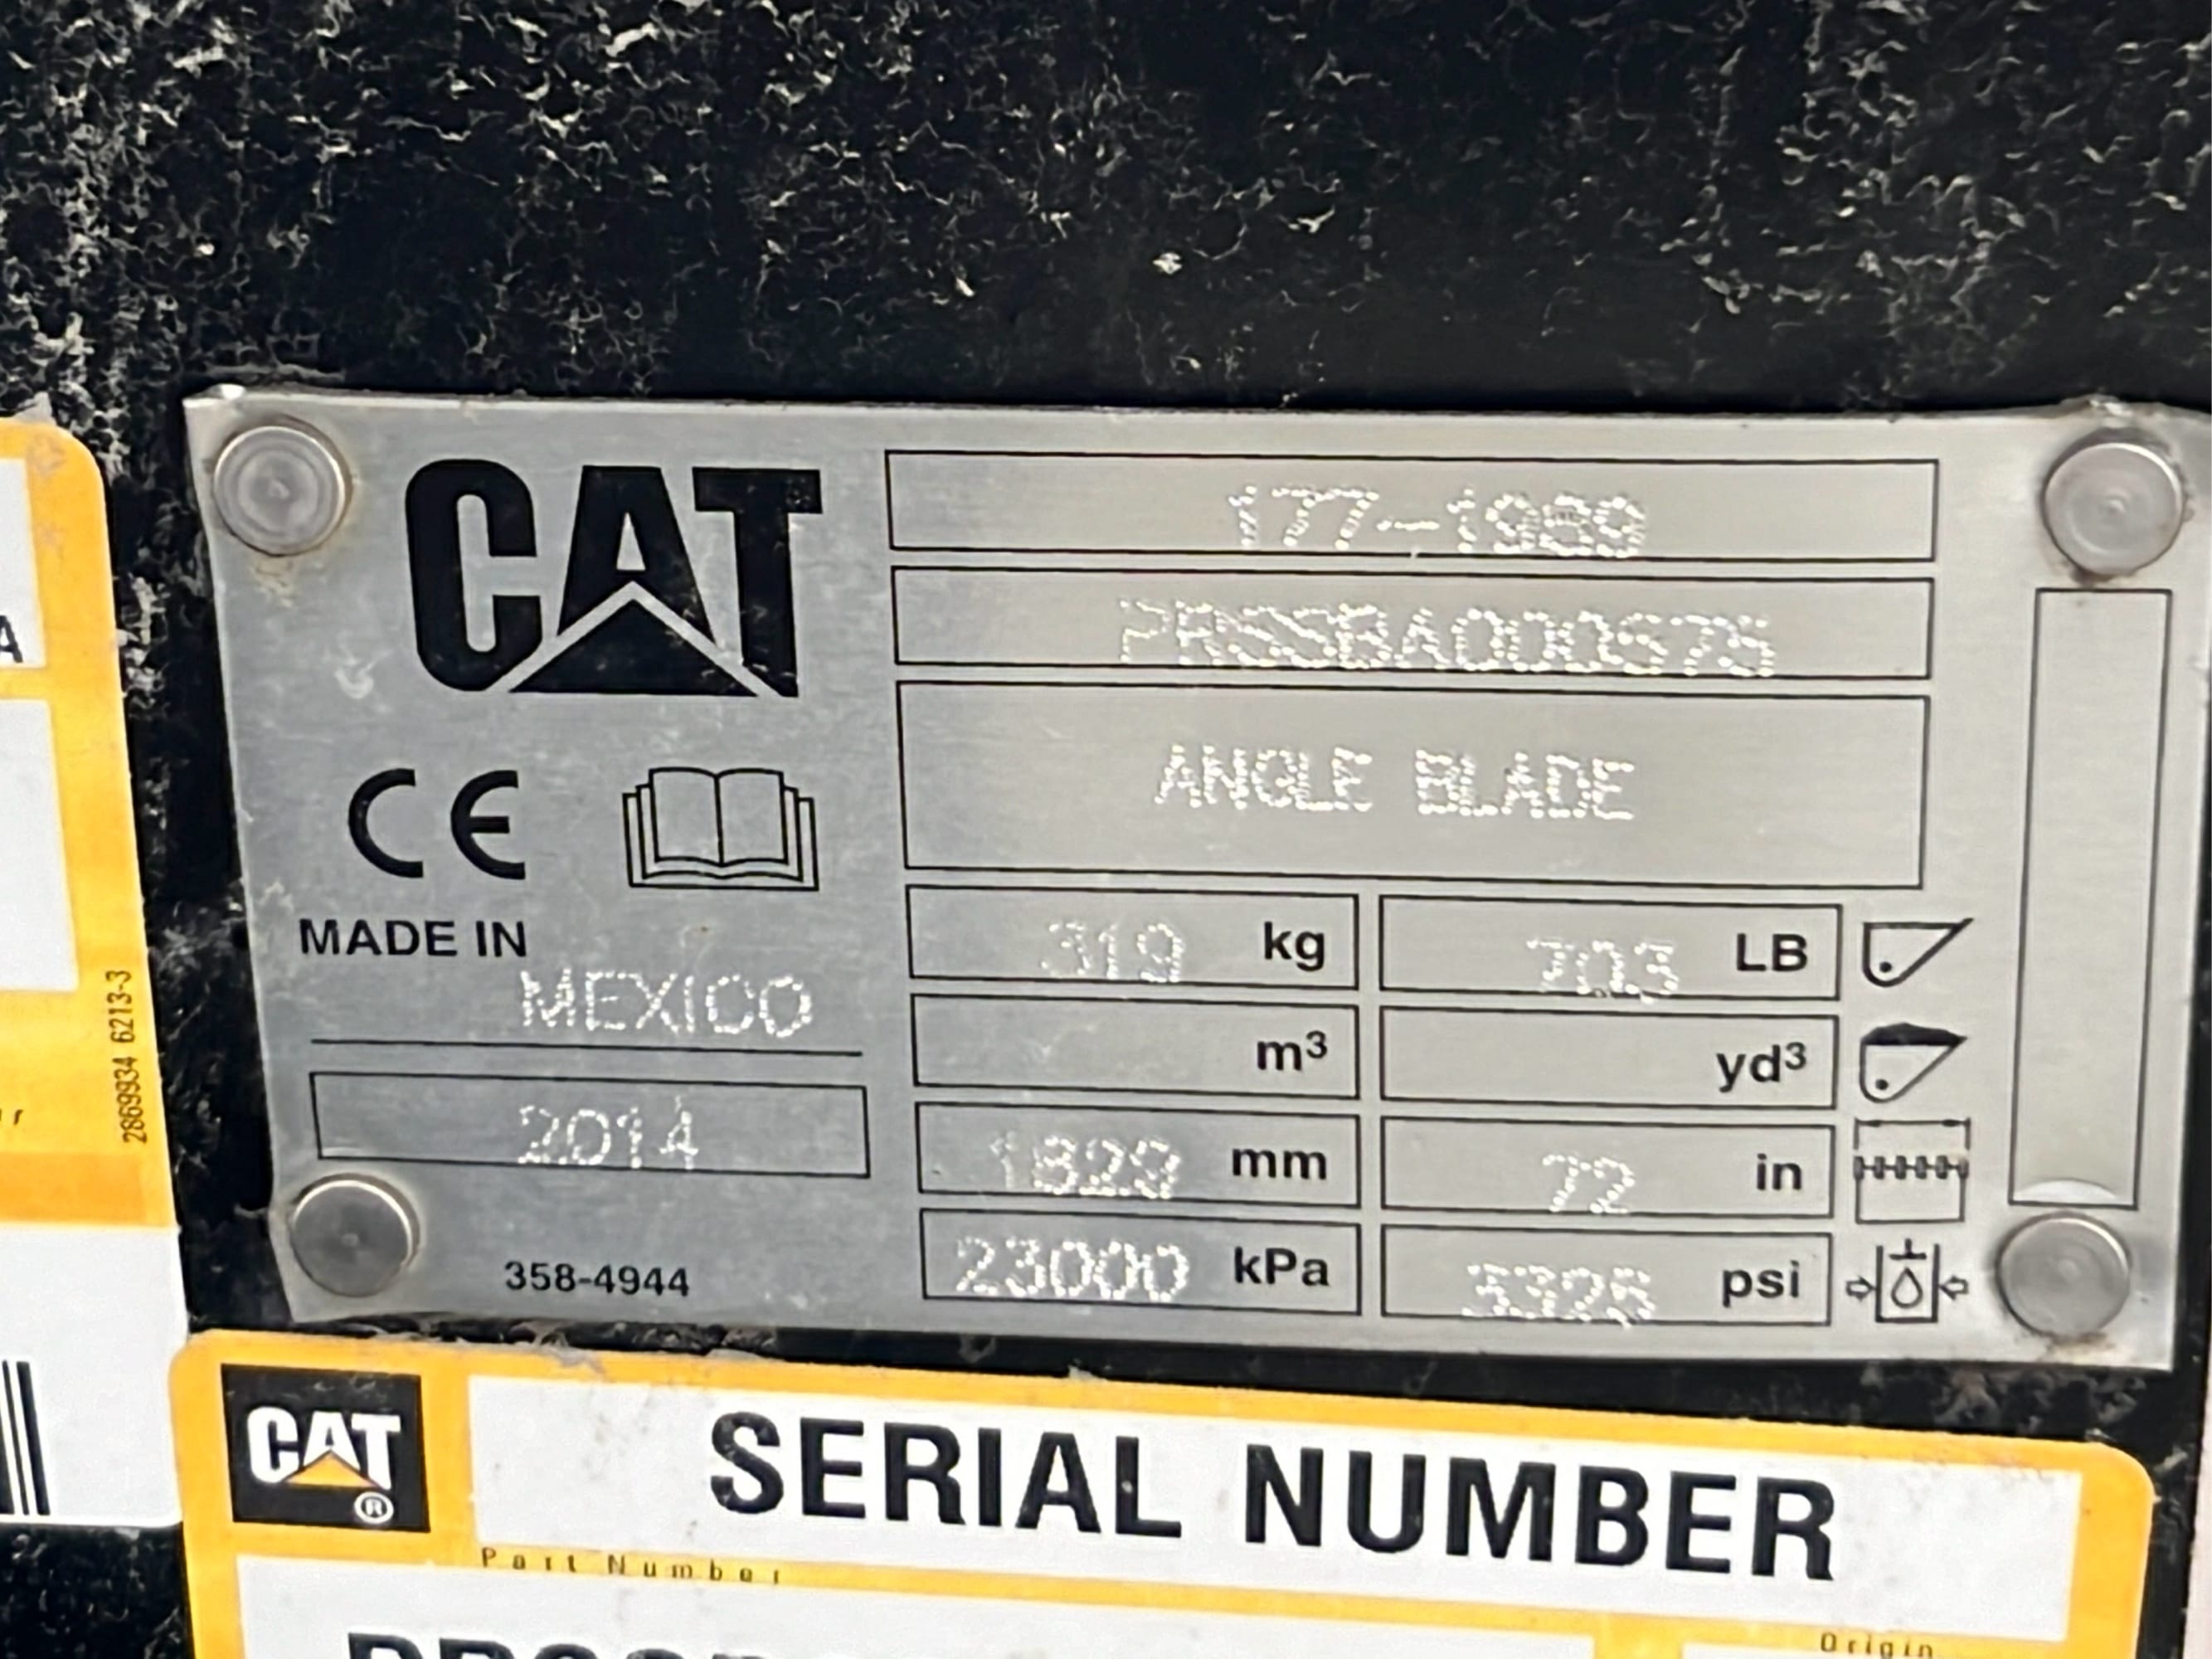 CAT
177-1989
PRSSBA000575
ANGLE BLADE
CE
MADE IN
MEXICO
319 kg
703 LB
m³
yd³
2014
1829 mm
72 in
23000 kPa
psi
358-4944
A
2869934 6213-3
CAT ®
SERIAL NUMBER
Part Number
Origin